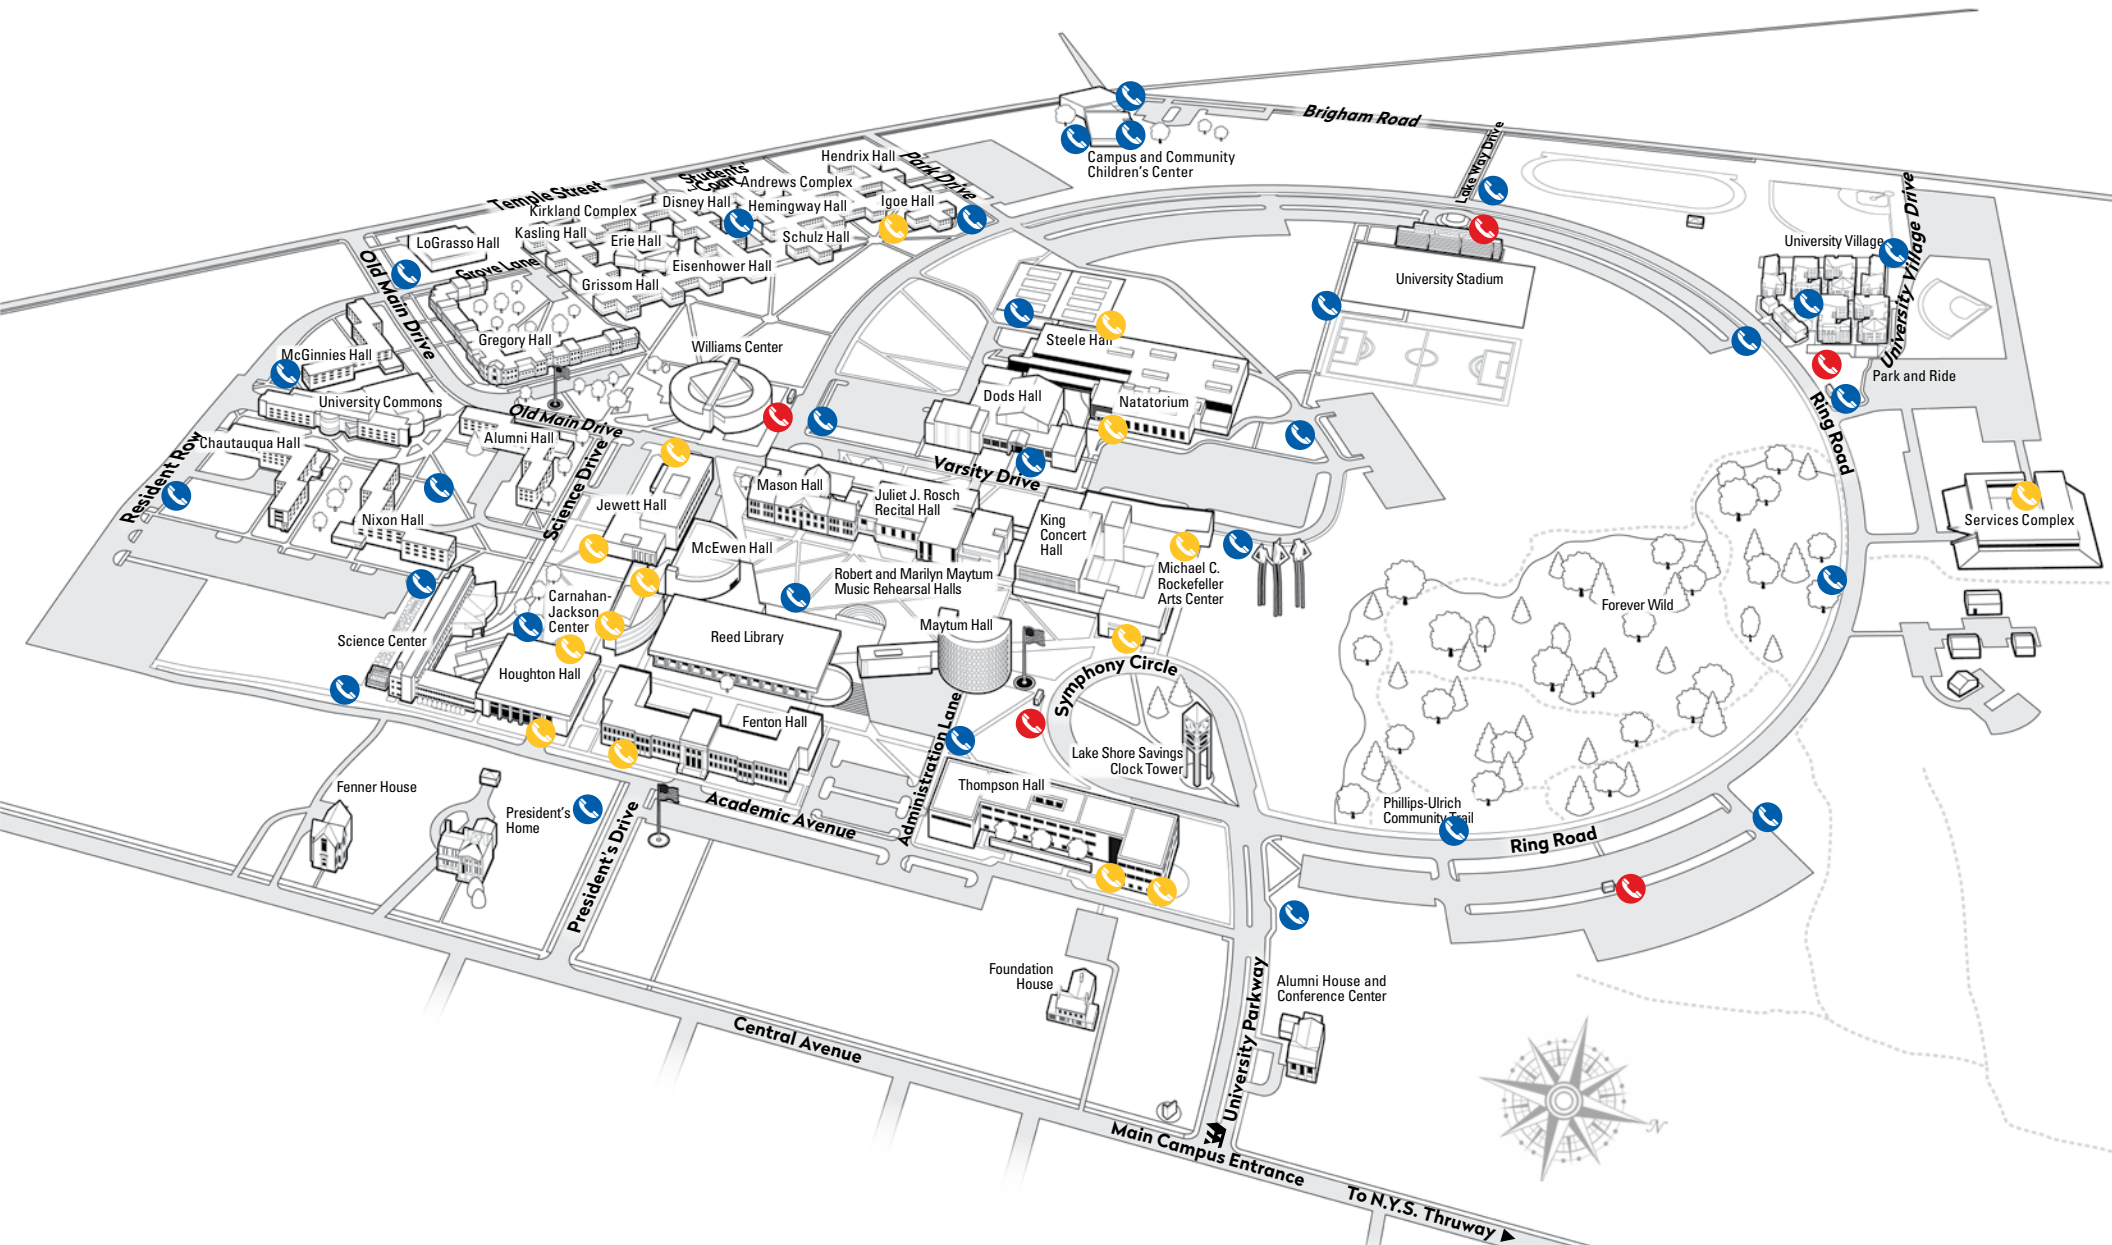 Brigham Road
Lake Way Drive
Campus and Community
Children's Center
Hendrix Hall
Park Drive
Students'
Court
Andrews Complex
Temple Street
Disney Hall
Hemingway Hall
Igoe Hall
Kirkland Complex
Kasling Hall
Erie Hall
Schulz Hall
LoGrasso Hall
Grove Lane
Eisenhower Hall
Grissom Hall
Old Main Drive
University Village
University Village Drive
University Stadium
Gregory Hall
Williams Center
Steele Hall
McGinnies Hall
Park and Ride
University Commons
Dods Hall
Natatorium
Old Main Drive
Ring Road
Chautauqua Hall
Alumni Hall
Resident Row
Science Drive
Varsity Drive
Mason Hall
Juliet J. Rosch
Recital Hall
Jewett Hall
Nixon Hall
King
Concert
Hall
Services Complex
McEwen Hall
Robert and Marilyn Maytum
Music Rehearsal Halls
Michael C.
Rockefeller
Arts Center
Carnahan-
Jackson
Center
Forever Wild
Science Center
Reed Library
Maytum Hall
Houghton Hall
Symphony Circle
Fenton Hall
Administration Lane
Lake Shore Savings
Clock Tower
Fenner House
Thompson Hall
President's
Home
President's Drive
Academic Avenue
Phillips-Ulrich
Community Trail
Ring Road
Foundation
House
Alumni House and
Conference Center
University Parkway
Central Avenue
N
Main Campus Entrance
To N.Y.S. Thruway